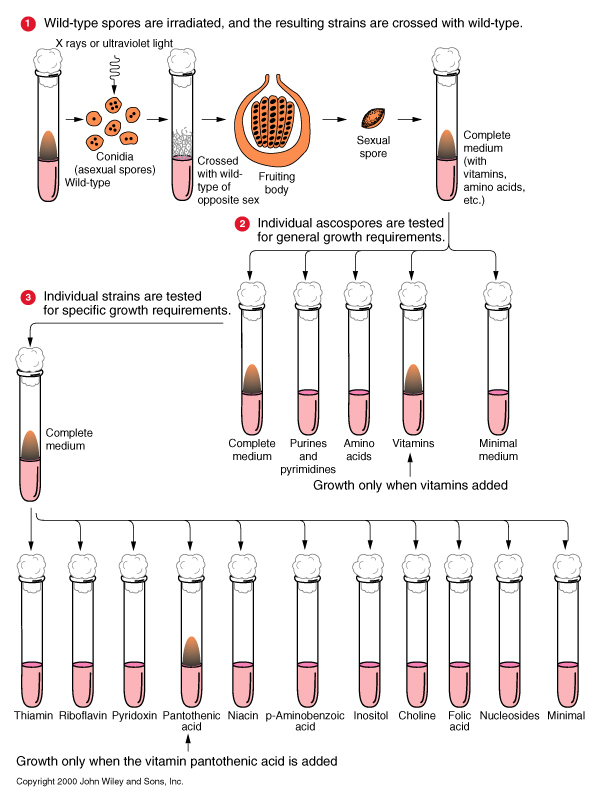 1 Wild-type spores are irradiated, and the resulting strains are crossed with wild-type.
X rays or ultraviolet light
Conidia
(asexual spores)
Wild-type
Crossed
with wild-
type of
opposite sex
Fruiting
body
Sexual
spore
Complete
medium
(with
vitamins,
amino acids,
etc.)
2 Individual ascospores are tested
for general growth requirements.
3 Individual strains are tested
for specific growth requirements.
Complete
medium
Complete
medium
Purines
and
pyrimidines
Amino
acids
Vitamins
Minimal
medium
Growth only when vitamins added
Thiamin
Riboflavin
Pyridoxin
Pantothenic
acid
Niacin
p-Aminobenzoic
acid
Inositol
Choline
Folic
acid
Nucleosides
Minimal
Growth only when the vitamin pantothenic acid is added
Copyright 2000 John Wiley and Sons, Inc.